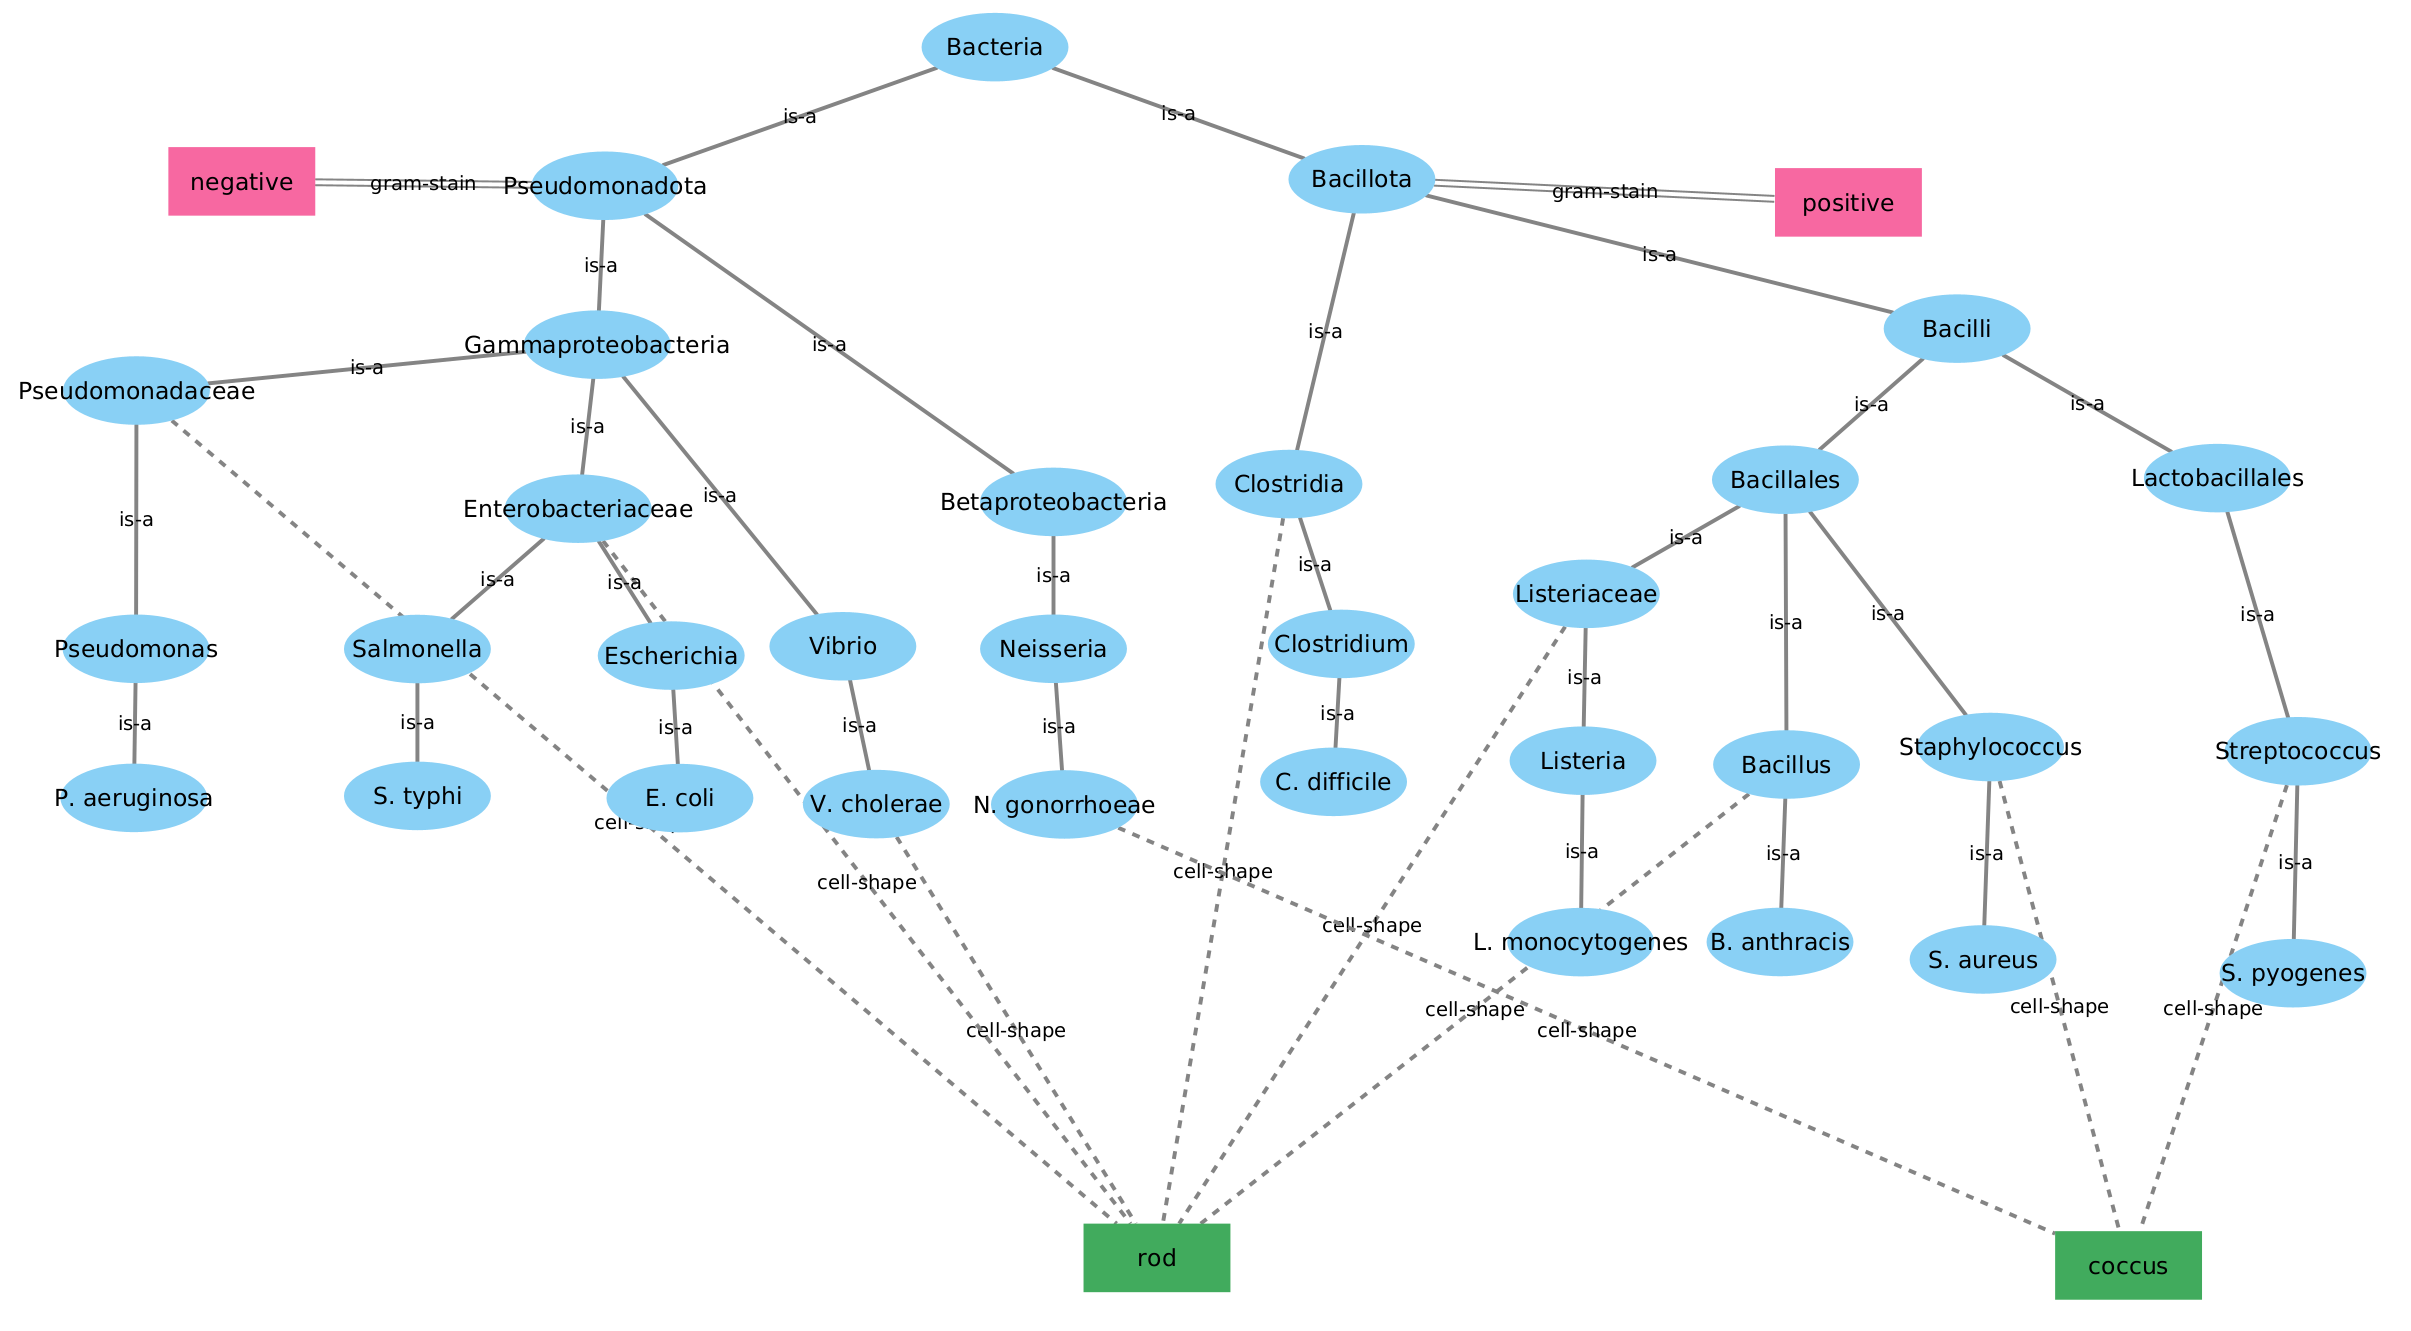 Bacteria
is-a
is-a
negative
gram-stain
Pseudomonadota
Bacillota
gram-stain
positive
is-a
is-a
is-a
is-a
Gammaproteobacteria
Bacilli
is-a
Pseudomonadaceae
is-a
is-a
is-a
is-a
Enterobacteriaceae
is-a
Betaproteobacteria
Clostridia
Bacillales
Lactobacillales
is-a
is-a
is-a
is-a
is-a
is-a
Listeriaceae
is-a
is-a
is-a
Pseudomonas
Salmonella
Escherichia
Vibrio
Neisseria
Clostridium
is-a
is-a
is-a
is-a
is-a
is-a
is-a
Listeria
Bacillus
Staphylococcus
Streptococcus
P. aeruginosa
S. typhi
E. coli
V. cholerae
N. gonorrhoeae
C. difficile
cell-shape
cell-shape
is-a
is-a
is-a
is-a
cell-shape
cell-shape
L. monocytogenes
B. anthracis
S. aureus
S. pyogenes
cell-shape
cell-shape
cell-shape
cell-shape
cell-shape
rod
coccus